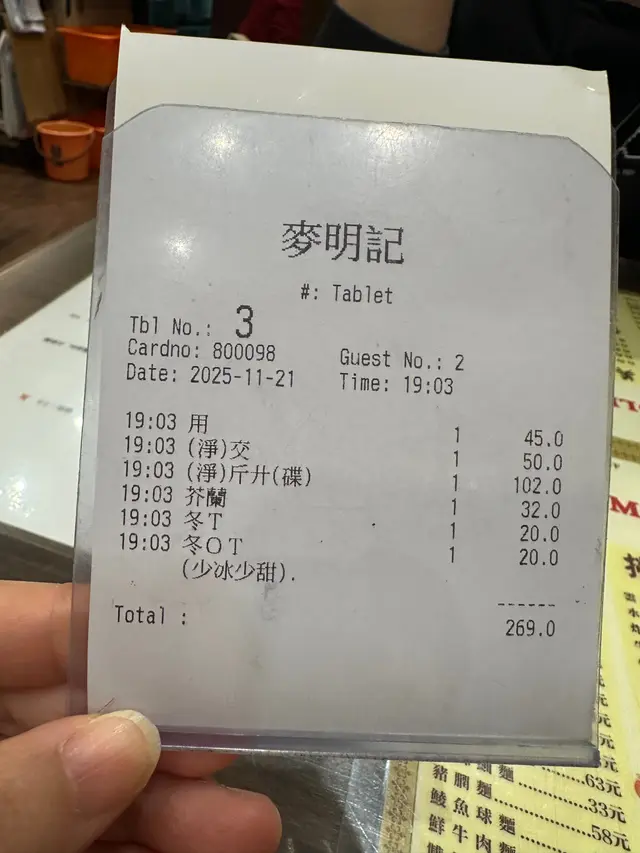 麥明記
#: Tablet
Tbl No.: 3
Cardno: 800098 Guest No.: 2
Date: 2025-11-21 Time: 19:03
19:03 用 1 45.0
19:03 (淨)交 1 50.0
19:03 (淨)斤廾(碟) 1 102.0
19:03 芥蘭 1 32.0
19:03 冬T 1 20.0
19:03 冬OT 1 20.0
(少冰少甜).
------
Total : 269.0
麵...........63元
豬膶麵...........33元
鯪魚球麵...........58元
鮮牛肉麵